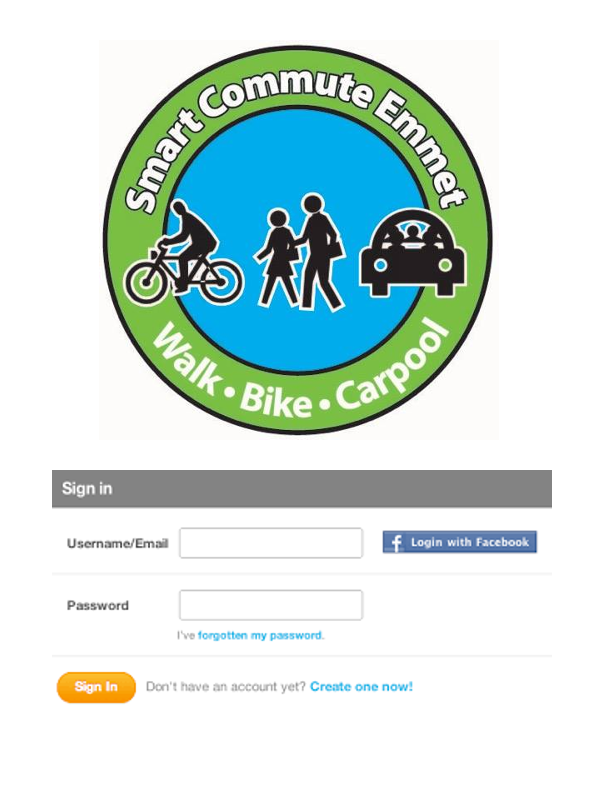 Smart Commute Emmet
Walk • Bike • Carpool
Sign in
Username/Email
f Login with Facebook
Password
I've forgotten my password.
Sign In Don't have an account yet? Create one now!